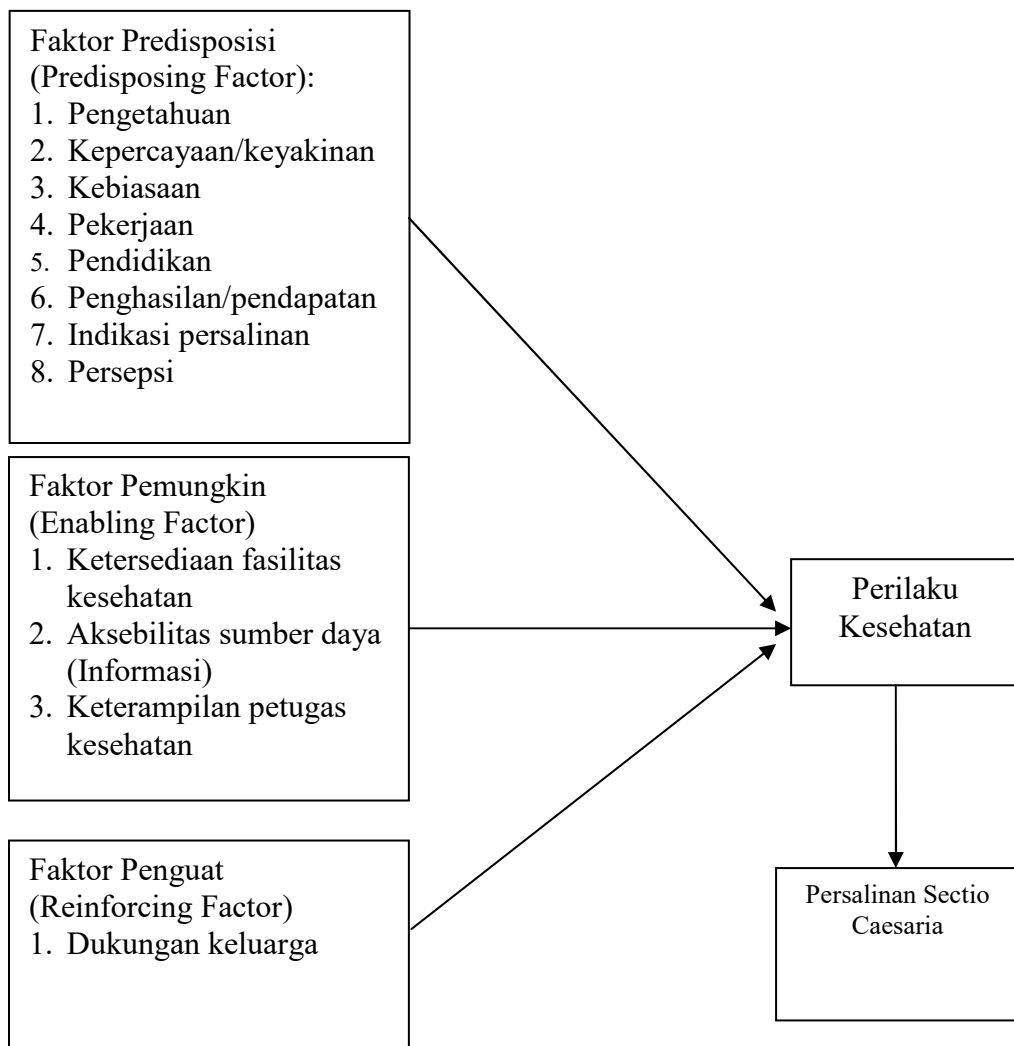 Faktor Predisposisi
(Predisposing Factor):
1. Pengetahuan
2. Kepercayaan/keyakinan
3. Kebiasaan
4. Pekerjaan
5. Pendidikan
6. Penghasilan/pendapatan
7. Indikasi persalinan
8. Persepsi
Faktor Pemungkin
(Enabling Factor)
1. Ketersediaan fasilitas
kesehatan
2. Aksebilitas sumber daya
(Informasi)
3. Keterampilan petugas
kesehatan
Faktor Penguat
(Reinforcing Factor)
1. Dukungan keluarga
Perilaku
Kesehatan
Persalinan Sectio
Caesaria